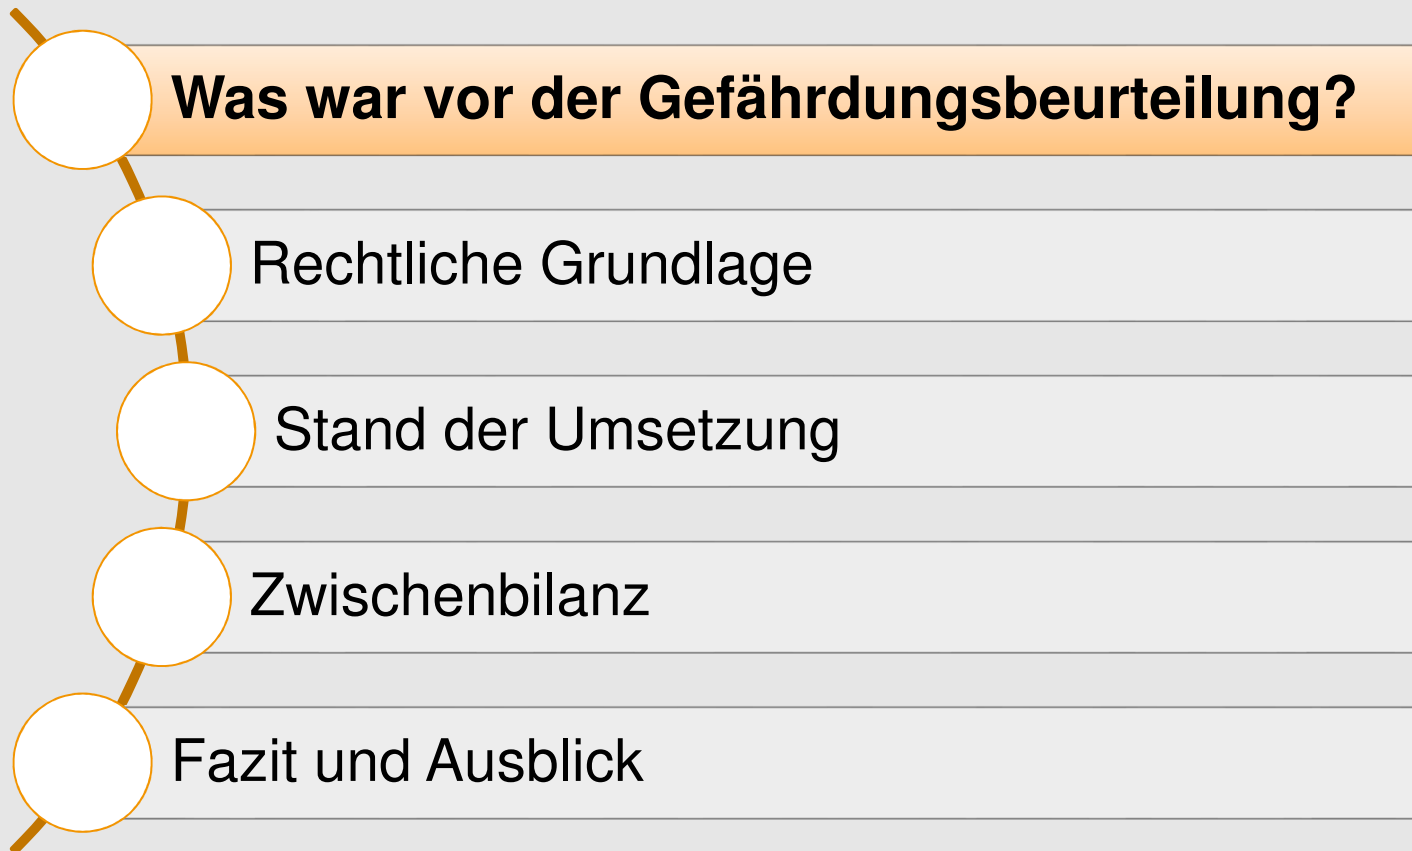 Was war vor der Gefährdungsbeurteilung?
Rechtliche Grundlage
Stand der Umsetzung
Zwischenbilanz
Fazit und Ausblick